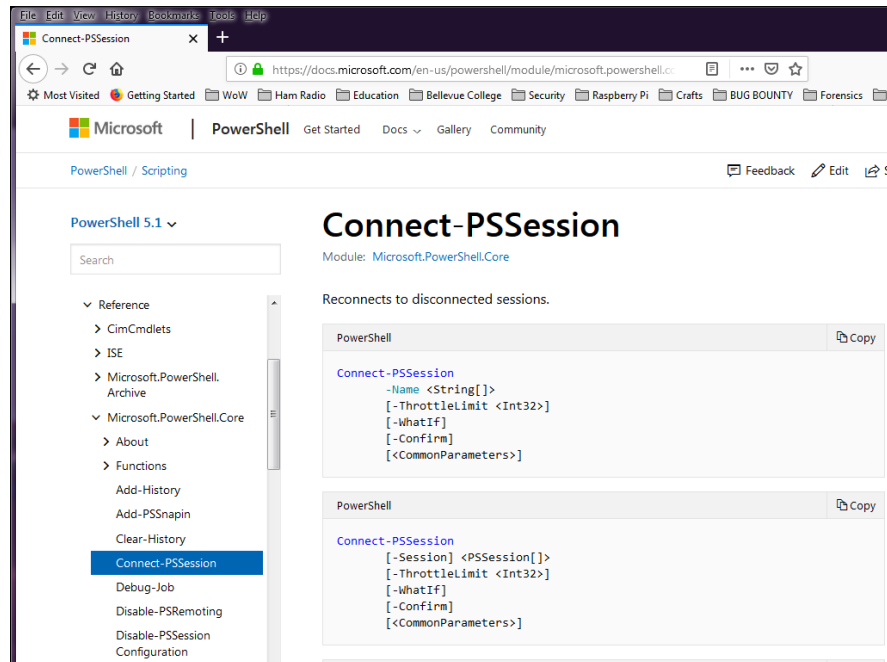 File Edit View History Bookmarks Tools Help
Connect-PSSession
https://docs.microsoft.com/en-us/powershell/module/microsoft.powershell.cc
Most Visited Getting Started WoW Ham Radio Education Bellevue College Security Raspberry Pi Crafts BUG BOUNTY Forensics
Microsoft PowerShell Get Started Docs Gallery Community
PowerShell / Scripting
Feedback Edit S
PowerShell 5.1
Search
Reference
CimCmdlets
ISE
Microsoft.PowerShell.
Archive
Microsoft.PowerShell.Core
About
Functions
Add-History
Add-PSSnapin
Clear-History
Connect-PSSession
Debug-Job
Disable-PSRemoting
Disable-PSSession
Configuration
Connect-PSSession
Module: Microsoft.PowerShell.Core
Reconnects to disconnected sessions.
PowerShell Copy
Connect-PSSession
-Name <String[]>
[-ThrottleLimit <Int32>]
[-WhatIf]
[-Confirm]
[<CommonParameters>]
PowerShell Copy
Connect-PSSession
[-Session] <PSSession[]>
[-ThrottleLimit <Int32>]
[-WhatIf]
[-Confirm]
[<CommonParameters>]